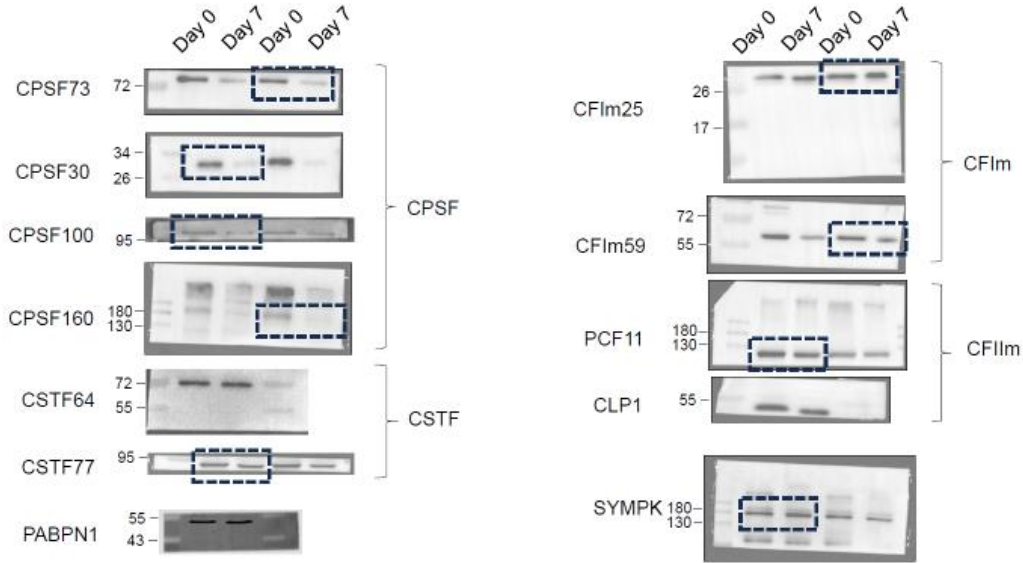 Day 0 Day 7 Day 0 Day 7
CPSF73 72
CPSF30 34
26
CPSF100 95
CPSF160 180
130
CPSF
CSTF64 72
55
CSTF77 95
CSTF
PABPN1 55
43
Day 0 Day 7 Day 0 Day 7
CFIm25 26
17
CFIm59 72
55
CFIm
PCF11 180
130
CLP1 55
CFIIm
SYMPK 180
130